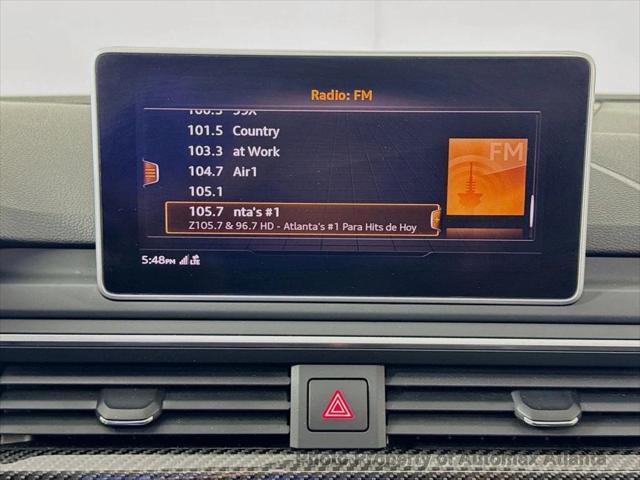 Radio: FM
101.5 Country
103.3 at Work
104.7 Air1
105.1
105.7 nta's #1
Z105.7 & 96.7 HD - Atlanta's #1 Para Hits de Hoy
FM
5:48PM LTE
Photo Property of Automax Atlanta